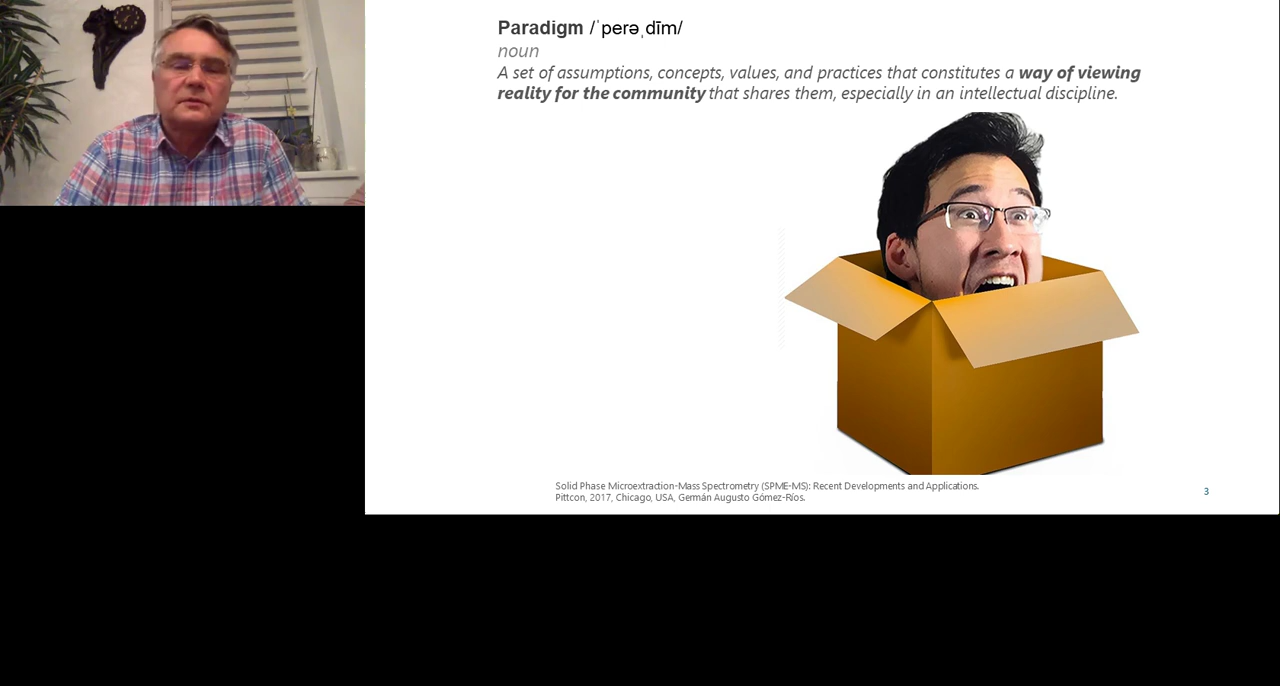 Paradigm /ˈperəˌdīm/
noun
A set of assumptions, concepts, values, and practices that constitutes a way of viewing
reality for the community that shares them, especially in an intellectual discipline.
Solid Phase Microextraction-Mass Spectrometry (SPME-MS): Recent Developments and Applications.
Pittcon, 2017, Chicago, USA, Germán Augusto Gómez-Ríos.
3